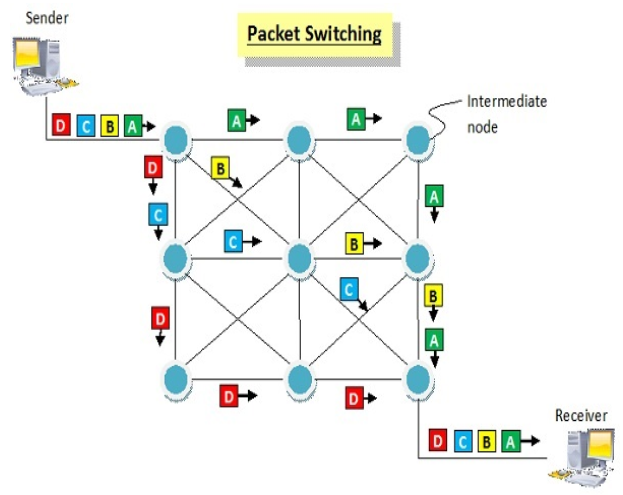 Sender
Packet Switching
Intermediate
node
D C B A
A
A
D
B
C
A
C
B
C
B
D
A
D
D
Receiver
D C B A